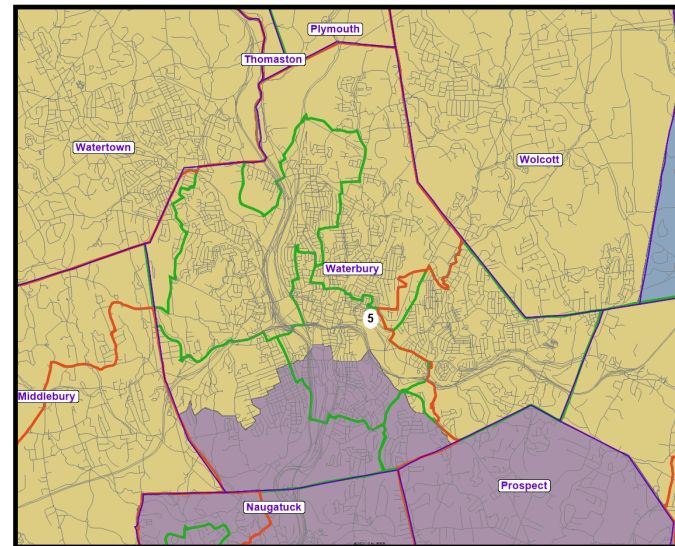 Plymouth
Thomaston
Watertown
Wolcott
Waterbury
5
Middlebury
Prospect
Naugatuck